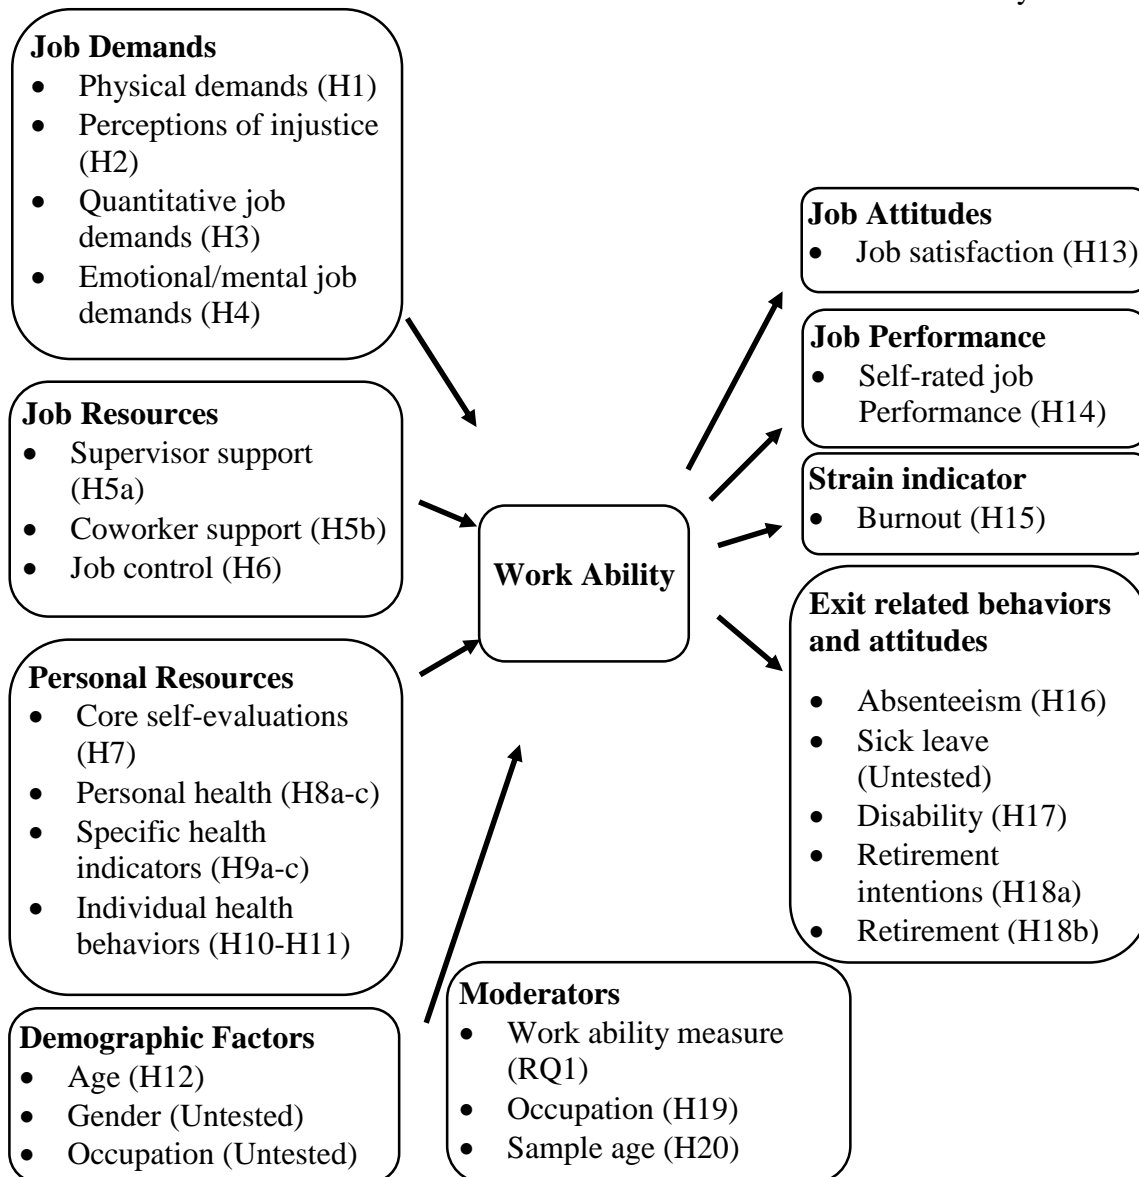 Job Demands
• Physical demands (H1)
• Perceptions of injustice
(H2)
• Quantitative job
demands (H3)
• Emotional/mental job
demands (H4)
Job Resources
• Supervisor support
(H5a)
• Coworker support (H5b)
• Job control (H6)
Personal Resources
• Core self-evaluations
(H7)
• Personal health (H8a-c)
• Specific health
indicators (H9a-c)
• Individual health
behaviors (H10-H11)
Demographic Factors
• Age (H12)
• Gender (Untested)
• Occupation (Untested)
Work Ability
Moderators
• Work ability measure
(RQ1)
• Occupation (H19)
• Sample age (H20)
Job Attitudes
• Job satisfaction (H13)
Job Performance
• Self-rated job
Performance (H14)
Strain indicator
• Burnout (H15)
Exit related behaviors
and attitudes
• Absenteeism (H16)
• Sick leave
(Untested)
• Disability (H17)
• Retirement
intentions (H18a)
• Retirement (H18b)